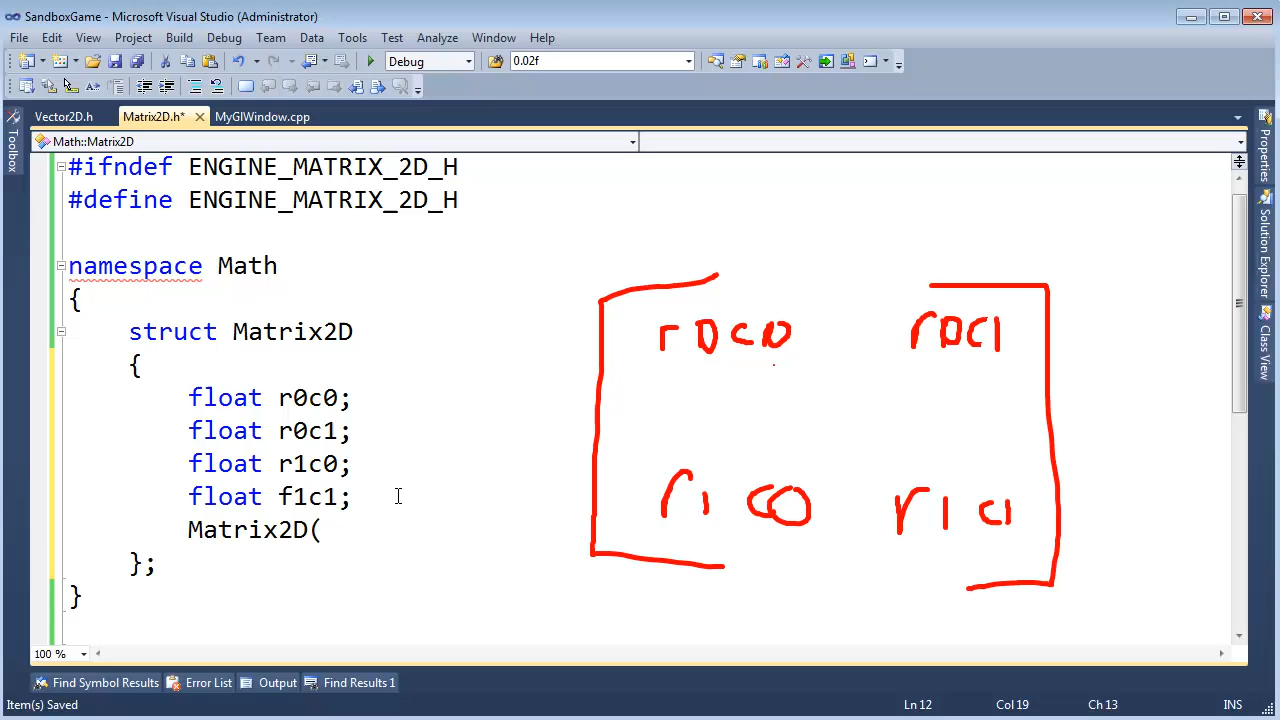 SandboxGame - Microsoft Visual Studio (Administrator)
File Edit View Project Build Debug Team Data Tools Test Analyze Window Help
Debug 0.02f
Vector2D.h Matrix2D.h* MyGlWindow.cpp
Math::Matrix2D
#ifndef ENGINE_MATRIX_2D_H
#define ENGINE_MATRIX_2D_H
namespace Math
{
struct Matrix2D
{
float r0c0;
float r0c1;
float r1c0;
float f1c1;
Matrix2D(
};
}
r0c0 r0c1
r1c0 r1c1
100 %
Toolbox
Properties
Solution Explorer
Class View
Find Symbol Results Error List Output Find Results 1
Item(s) Saved Ln 12 Col 19 Ch 13 INS